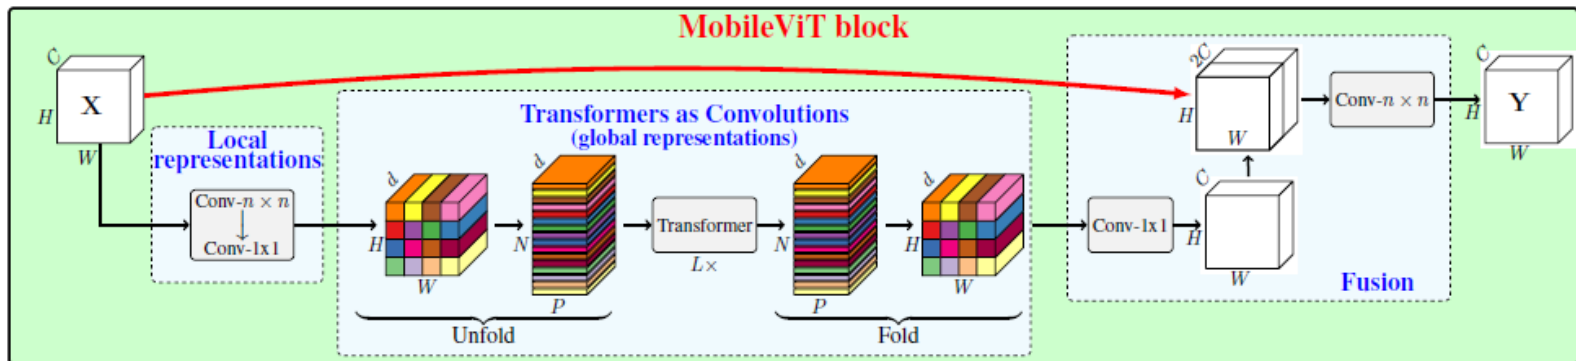 MobileViT block
C
X
H
W
Local
representations
Conv-n × n
Conv-1x1
Transformers as Convolutions
(global representations)
d
H
W
d
N
P
Unfold
Transformer
L×
d
N
P
d
H
W
Fold
Conv-1x1
C
H
W
2C
H
W
Conv-n × n
Fusion
C
H
Y
W